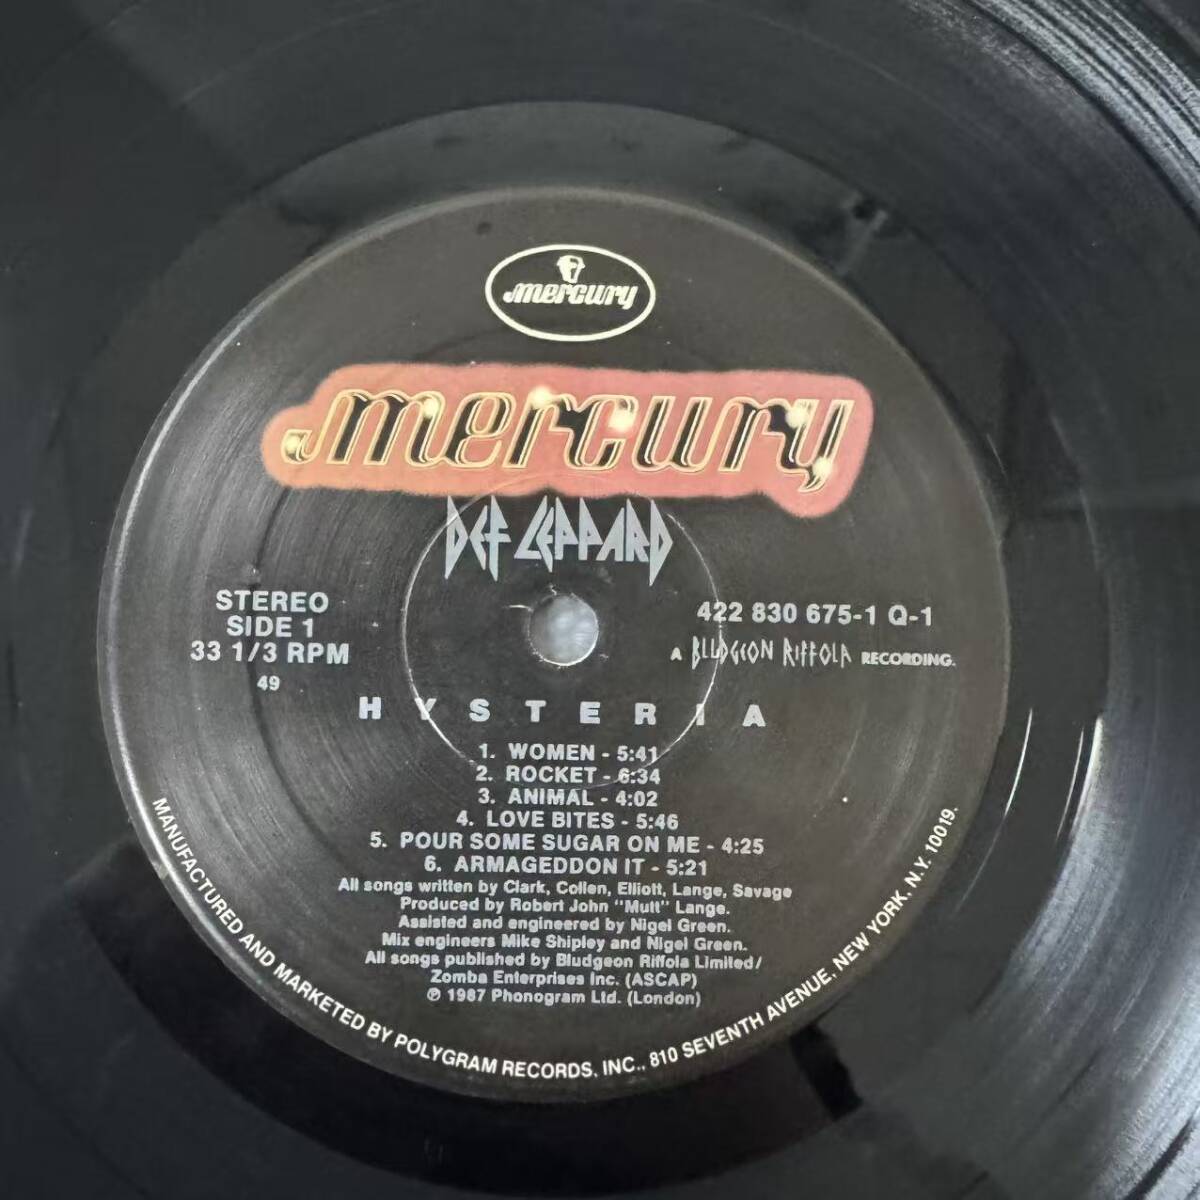 mercury
mercury
DEF LEPPARD
STEREO
SIDE 1
33 1/3 RPM
49
422 830 675-1 Q-1
A BLUDGEON RIFFOLA RECORDING.
HYSTERIA
1. WOMEN - 5:41
2. ROCKET - 6:34
3. ANIMAL - 4:02
4. LOVE BITES - 5:46
5. POUR SOME SUGAR ON ME - 4:25
6. ARMAGEDDON IT - 5:21
All songs written by Clark, Collen, Elliott, Lange, Savage
Produced by Robert John "Mutt" Lange.
Assisted and engineered by Nigel Green.
Mix engineers Mike Shipley and Nigel Green.
All songs published by Bludgeon Riffola Limited/
Zomba Enterprises Inc. (ASCAP)
℗ 1987 Phonogram Ltd. (London)
MANUFACTURED AND MARKETED BY POLYGRAM RECORDS, INC., 810 SEVENTH AVENUE, NEW YORK, N.Y. 10019.